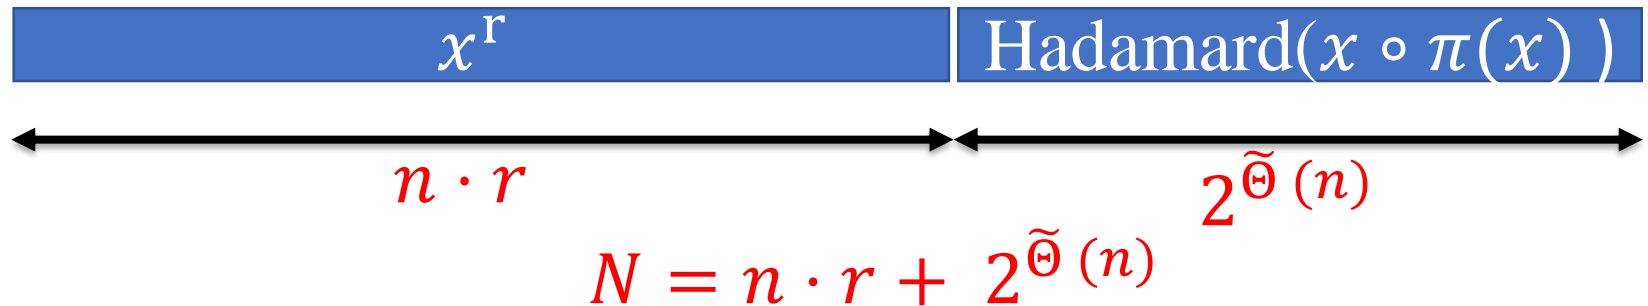 x^r Hadamard(x ∘ π(x) )
n · r 2^Θ̃ (n)
N = n · r + 2^Θ̃ (n)